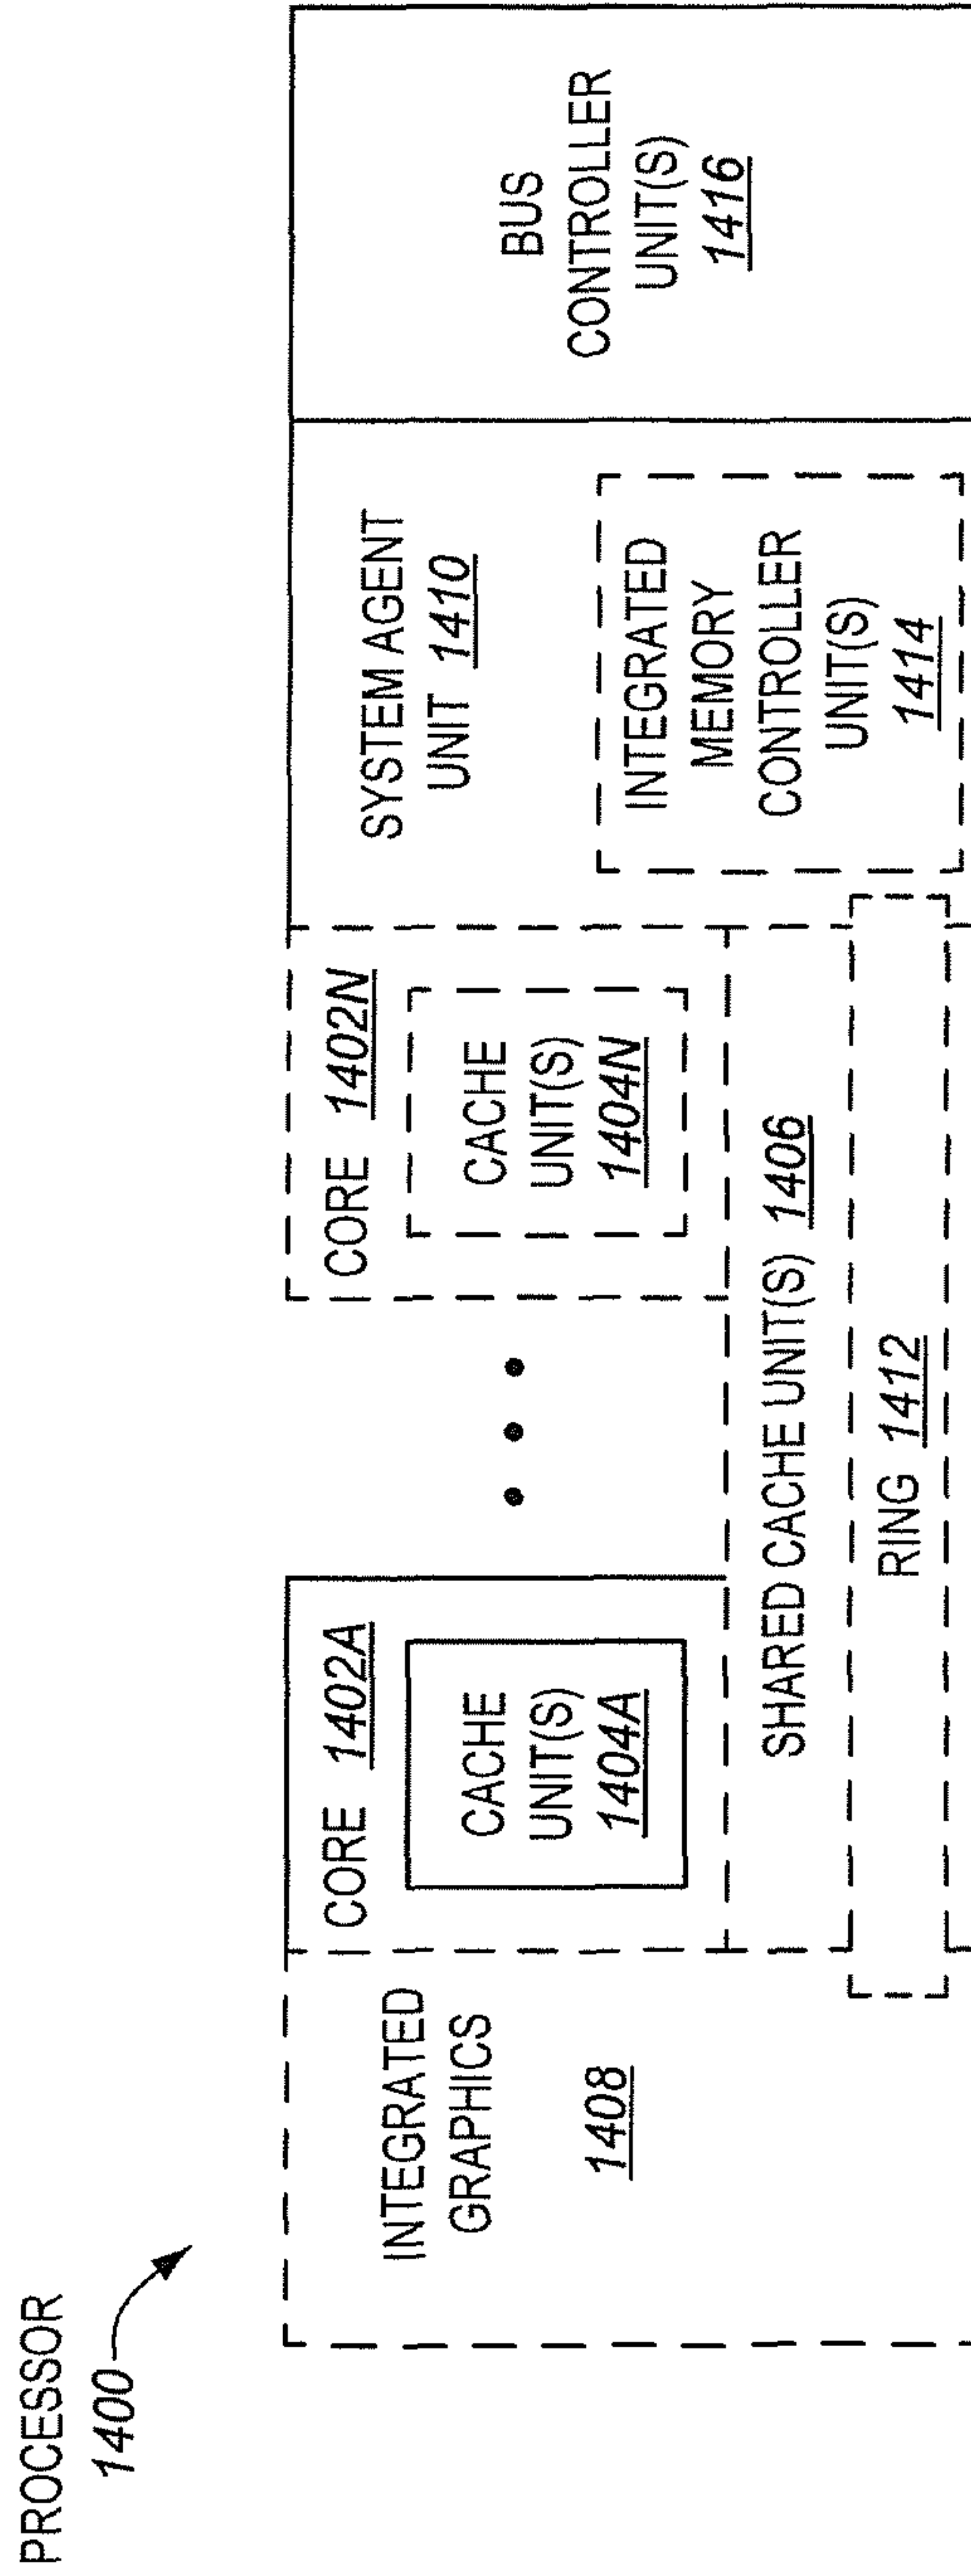 PROCESSOR
1400
INTEGRATED
GRAPHICS
1408
CORE 1402A
CACHE
UNIT(S)
1404A
CORE 1402N
CACHE
UNIT(S)
1404N
SHARED CACHE UNIT(S) 1406
RING 1412
SYSTEM AGENT
UNIT 1410
INTEGRATED
MEMORY
CONTROLLER
UNIT(S)
1414
BUS
CONTROLLER
UNIT(S)
1416